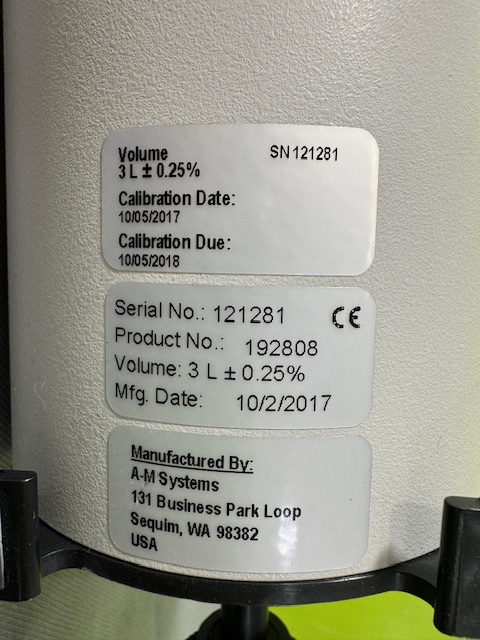 Volume SN121281
3 L ± 0.25%
Calibration Date:
10/05/2017
Calibration Due:
10/05/2018
Serial No.: 121281 CE
Product No.: 192808
Volume: 3 L ± 0.25%
Mfg. Date: 10/2/2017
Manufactured By:
A-M Systems
131 Business Park Loop
Sequim, WA 98382
USA